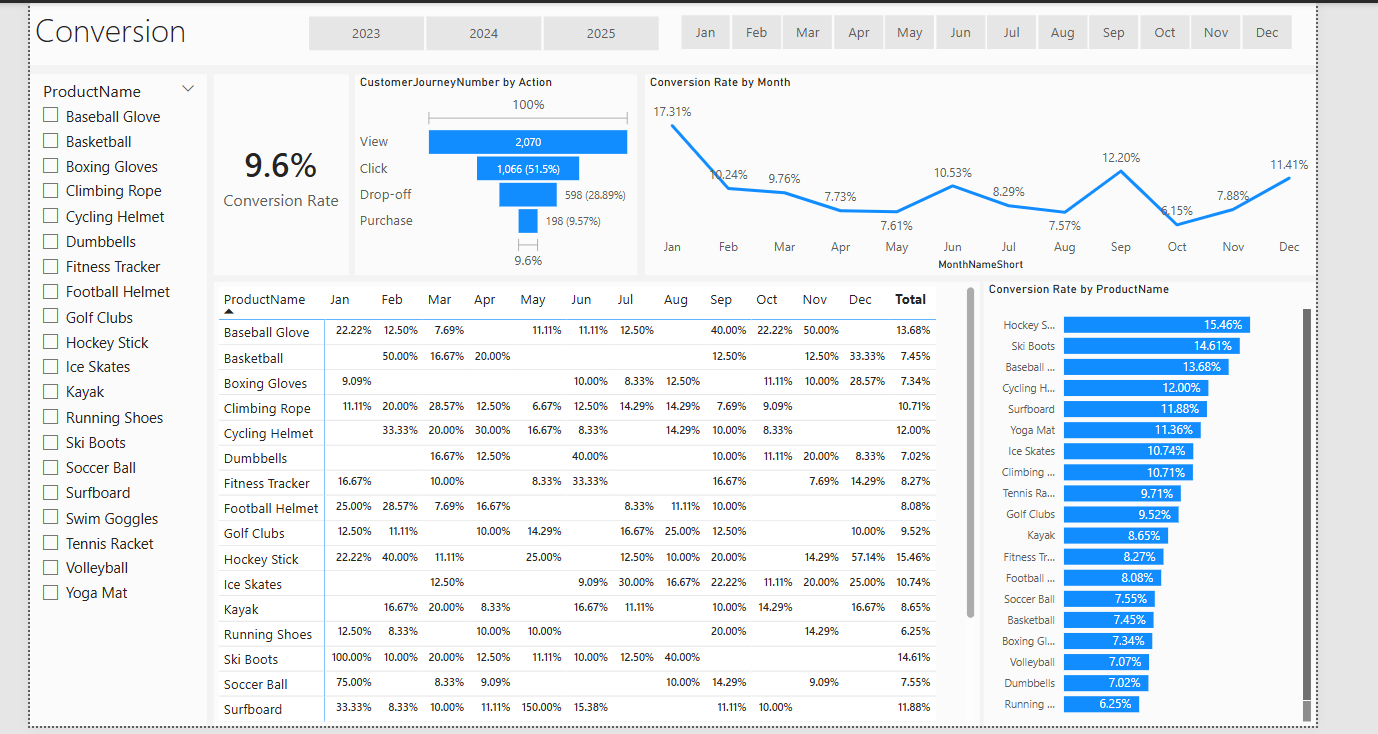 Conversion
2023 2024 2025
Jan Feb Mar Apr May Jun Jul Aug Sep Oct Nov Dec
ProductName
Baseball Glove
Basketball
Boxing Gloves
Climbing Rope
Cycling Helmet
Dumbbells
Fitness Tracker
Football Helmet
Golf Clubs
Hockey Stick
Ice Skates
Kayak
Running Shoes
Ski Boots
Soccer Ball
Surfboard
Swim Goggles
Tennis Racket
Volleyball
Yoga Mat
9.6%
Conversion Rate
CustomerJourneyNumber by Action
100%
View 2,070
Click 1,066 (51.5%)
Drop-off 598 (28.89%)
Purchase 198 (9.57%)
9.6%
Conversion Rate by Month
17.31% 10.24% 9.76% 7.73% 7.61% 10.53% 8.29% 7.57% 12.20% 6.15% 7.88% 11.41%
Jan Feb Mar Apr May Jun Jul Aug Sep Oct Nov Dec
MonthNameShort
ProductName Jan Feb Mar Apr May Jun Jul Aug Sep Oct Nov Dec Total
Baseball Glove 22.22% 12.50% 7.69% 11.11% 11.11% 12.50% 40.00% 22.22% 50.00% 13.68%
Basketball 50.00% 16.67% 20.00% 12.50% 12.50% 33.33% 7.45%
Boxing Gloves 9.09% 10.00% 8.33% 12.50% 11.11% 10.00% 28.57% 7.34%
Climbing Rope 11.11% 20.00% 28.57% 12.50% 6.67% 12.50% 14.29% 14.29% 7.69% 9.09% 10.71%
Cycling Helmet 33.33% 20.00% 30.00% 16.67% 8.33% 14.29% 10.00% 8.33% 12.00%
Dumbbells 16.67% 12.50% 40.00% 10.00% 11.11% 20.00% 8.33% 7.02%
Fitness Tracker 16.67% 10.00% 8.33% 33.33% 16.67% 7.69% 14.29% 8.27%
Football Helmet 25.00% 28.57% 7.69% 16.67% 8.33% 11.11% 10.00% 8.08%
Golf Clubs 12.50% 11.11% 10.00% 14.29% 16.67% 25.00% 12.50% 10.00% 9.52%
Hockey Stick 22.22% 40.00% 11.11% 25.00% 12.50% 10.00% 20.00% 14.29% 57.14% 15.46%
Ice Skates 12.50% 9.09% 30.00% 16.67% 22.22% 11.11% 20.00% 25.00% 10.74%
Kayak 16.67% 20.00% 8.33% 16.67% 11.11% 10.00% 14.29% 16.67% 8.65%
Running Shoes 12.50% 8.33% 10.00% 10.00% 20.00% 14.29% 6.25%
Ski Boots 100.00% 10.00% 20.00% 12.50% 11.11% 10.00% 12.50% 40.00% 14.61%
Soccer Ball 75.00% 8.33% 9.09% 10.00% 14.29% 9.09% 7.55%
Surfboard 33.33% 8.33% 10.00% 11.11% 150.00% 15.38% 11.11% 10.00% 11.88%
Conversion Rate by ProductName
Hockey S... 15.46%
Ski Boots 14.61%
Baseball ... 13.68%
Cycling H... 12.00%
Surfboard 11.88%
Yoga Mat 11.36%
Ice Skates 10.74%
Climbing ... 10.71%
Tennis Ra... 9.71%
Golf Clubs 9.52%
Kayak 8.65%
Fitness Tr... 8.27%
Football ... 8.08%
Soccer Ball 7.55%
Basketball 7.45%
Boxing Gl... 7.34%
Volleyball 7.07%
Dumbbells 7.02%
Running ... 6.25%